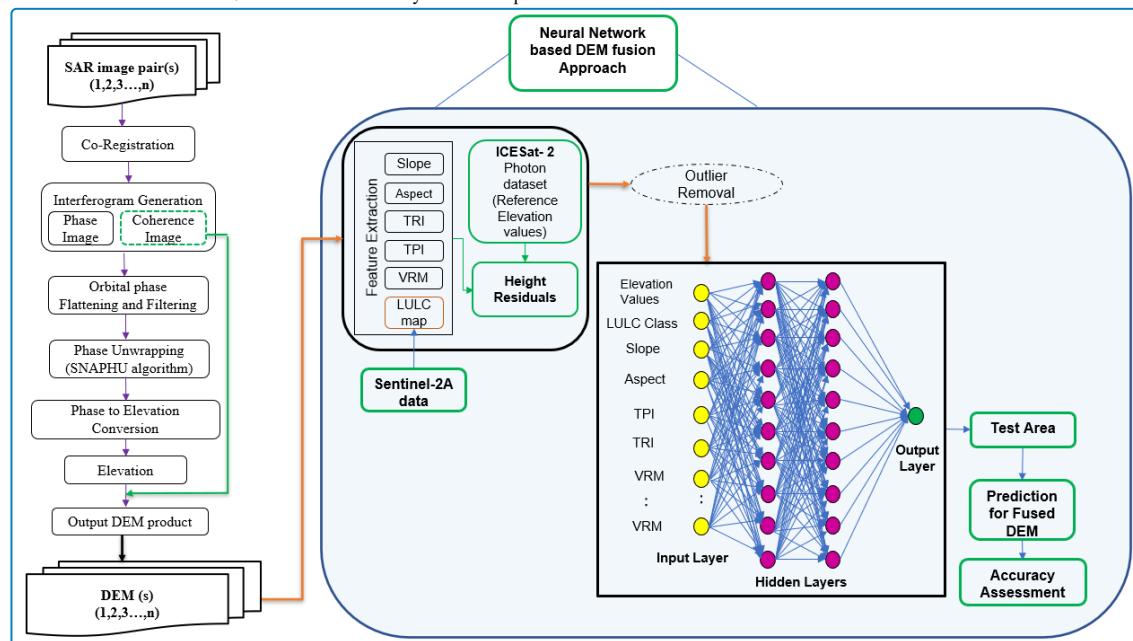 SAR image pair(s)
(1,2,3…,n)
Co-Registration
Interferogram Generation
Phase
Image
Coherence
Image
Orbital phase
Flattening and Filtering
Phase Unwrapping
(SNAPHU algorithm)
Phase to Elevation
Conversion
Elevation
Output DEM product
DEM (s)
(1,2,3…,n)
Neural Network
based DEM fusion
Approach
Feature Extraction
Slope
Aspect
TRI
TPI
VRM
LULC
map
Sentinel-2A
data
ICESat- 2
Photon
dataset
(Reference
Elevation
values)
Height
Residuals
Outlier
Removal
Elevation
Values
LULC Class
Slope
Aspect
TPI
TRI
VRM
:
:
VRM
Input Layer
Hidden Layers
Output
Layer
Test Area
Prediction
for Fused
DEM
Accuracy
Assessment